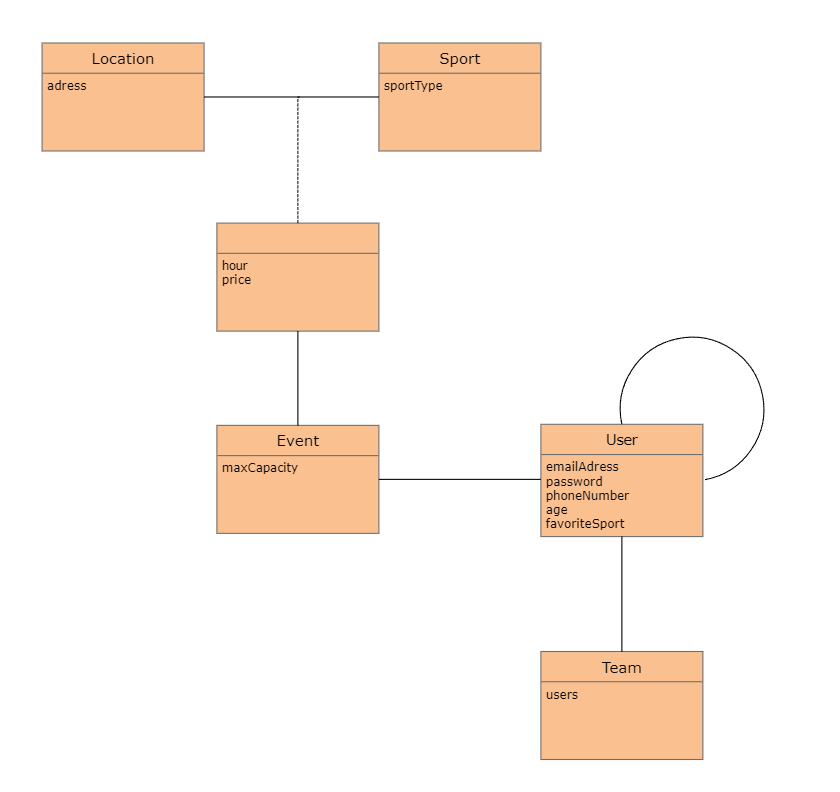 Location
adress
Sport
sportType
hour
price
Event
maxCapacity
User
emailAdress
password
phoneNumber
age
favoriteSport
Team
users